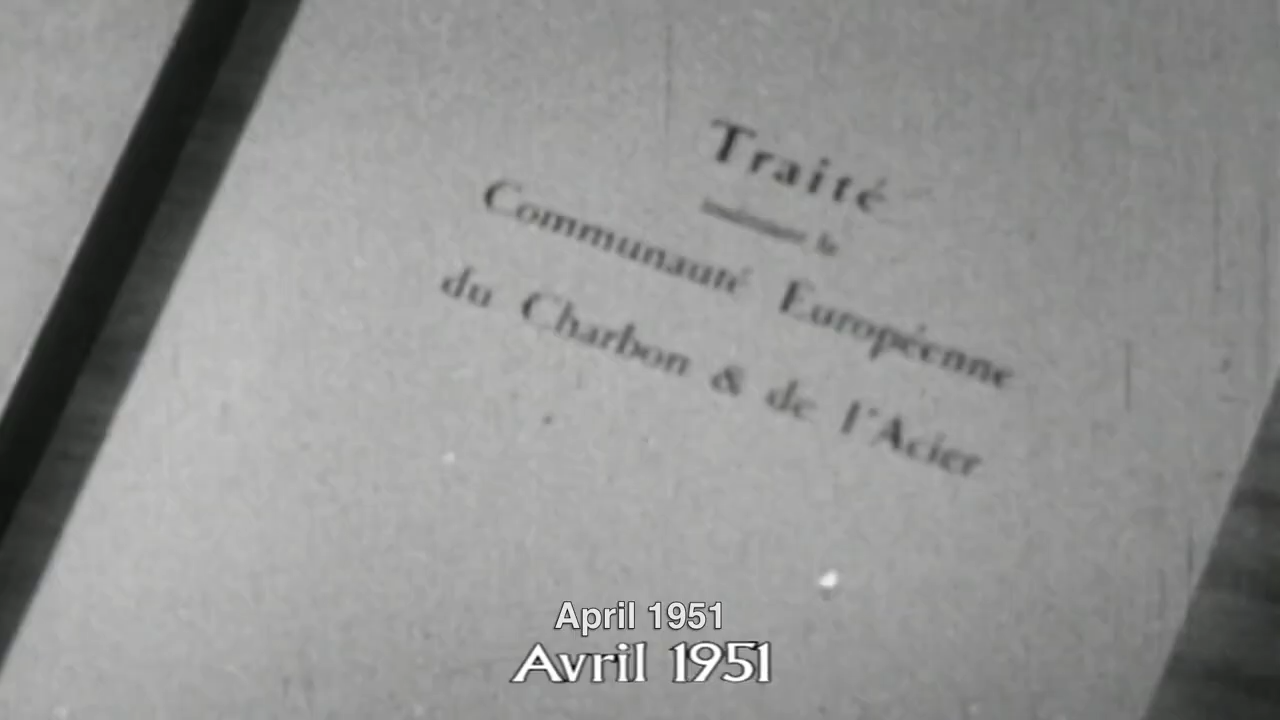 Traité
Communauté Européenne
du Charbon & de l'Acier
April 1951
Avril 1951